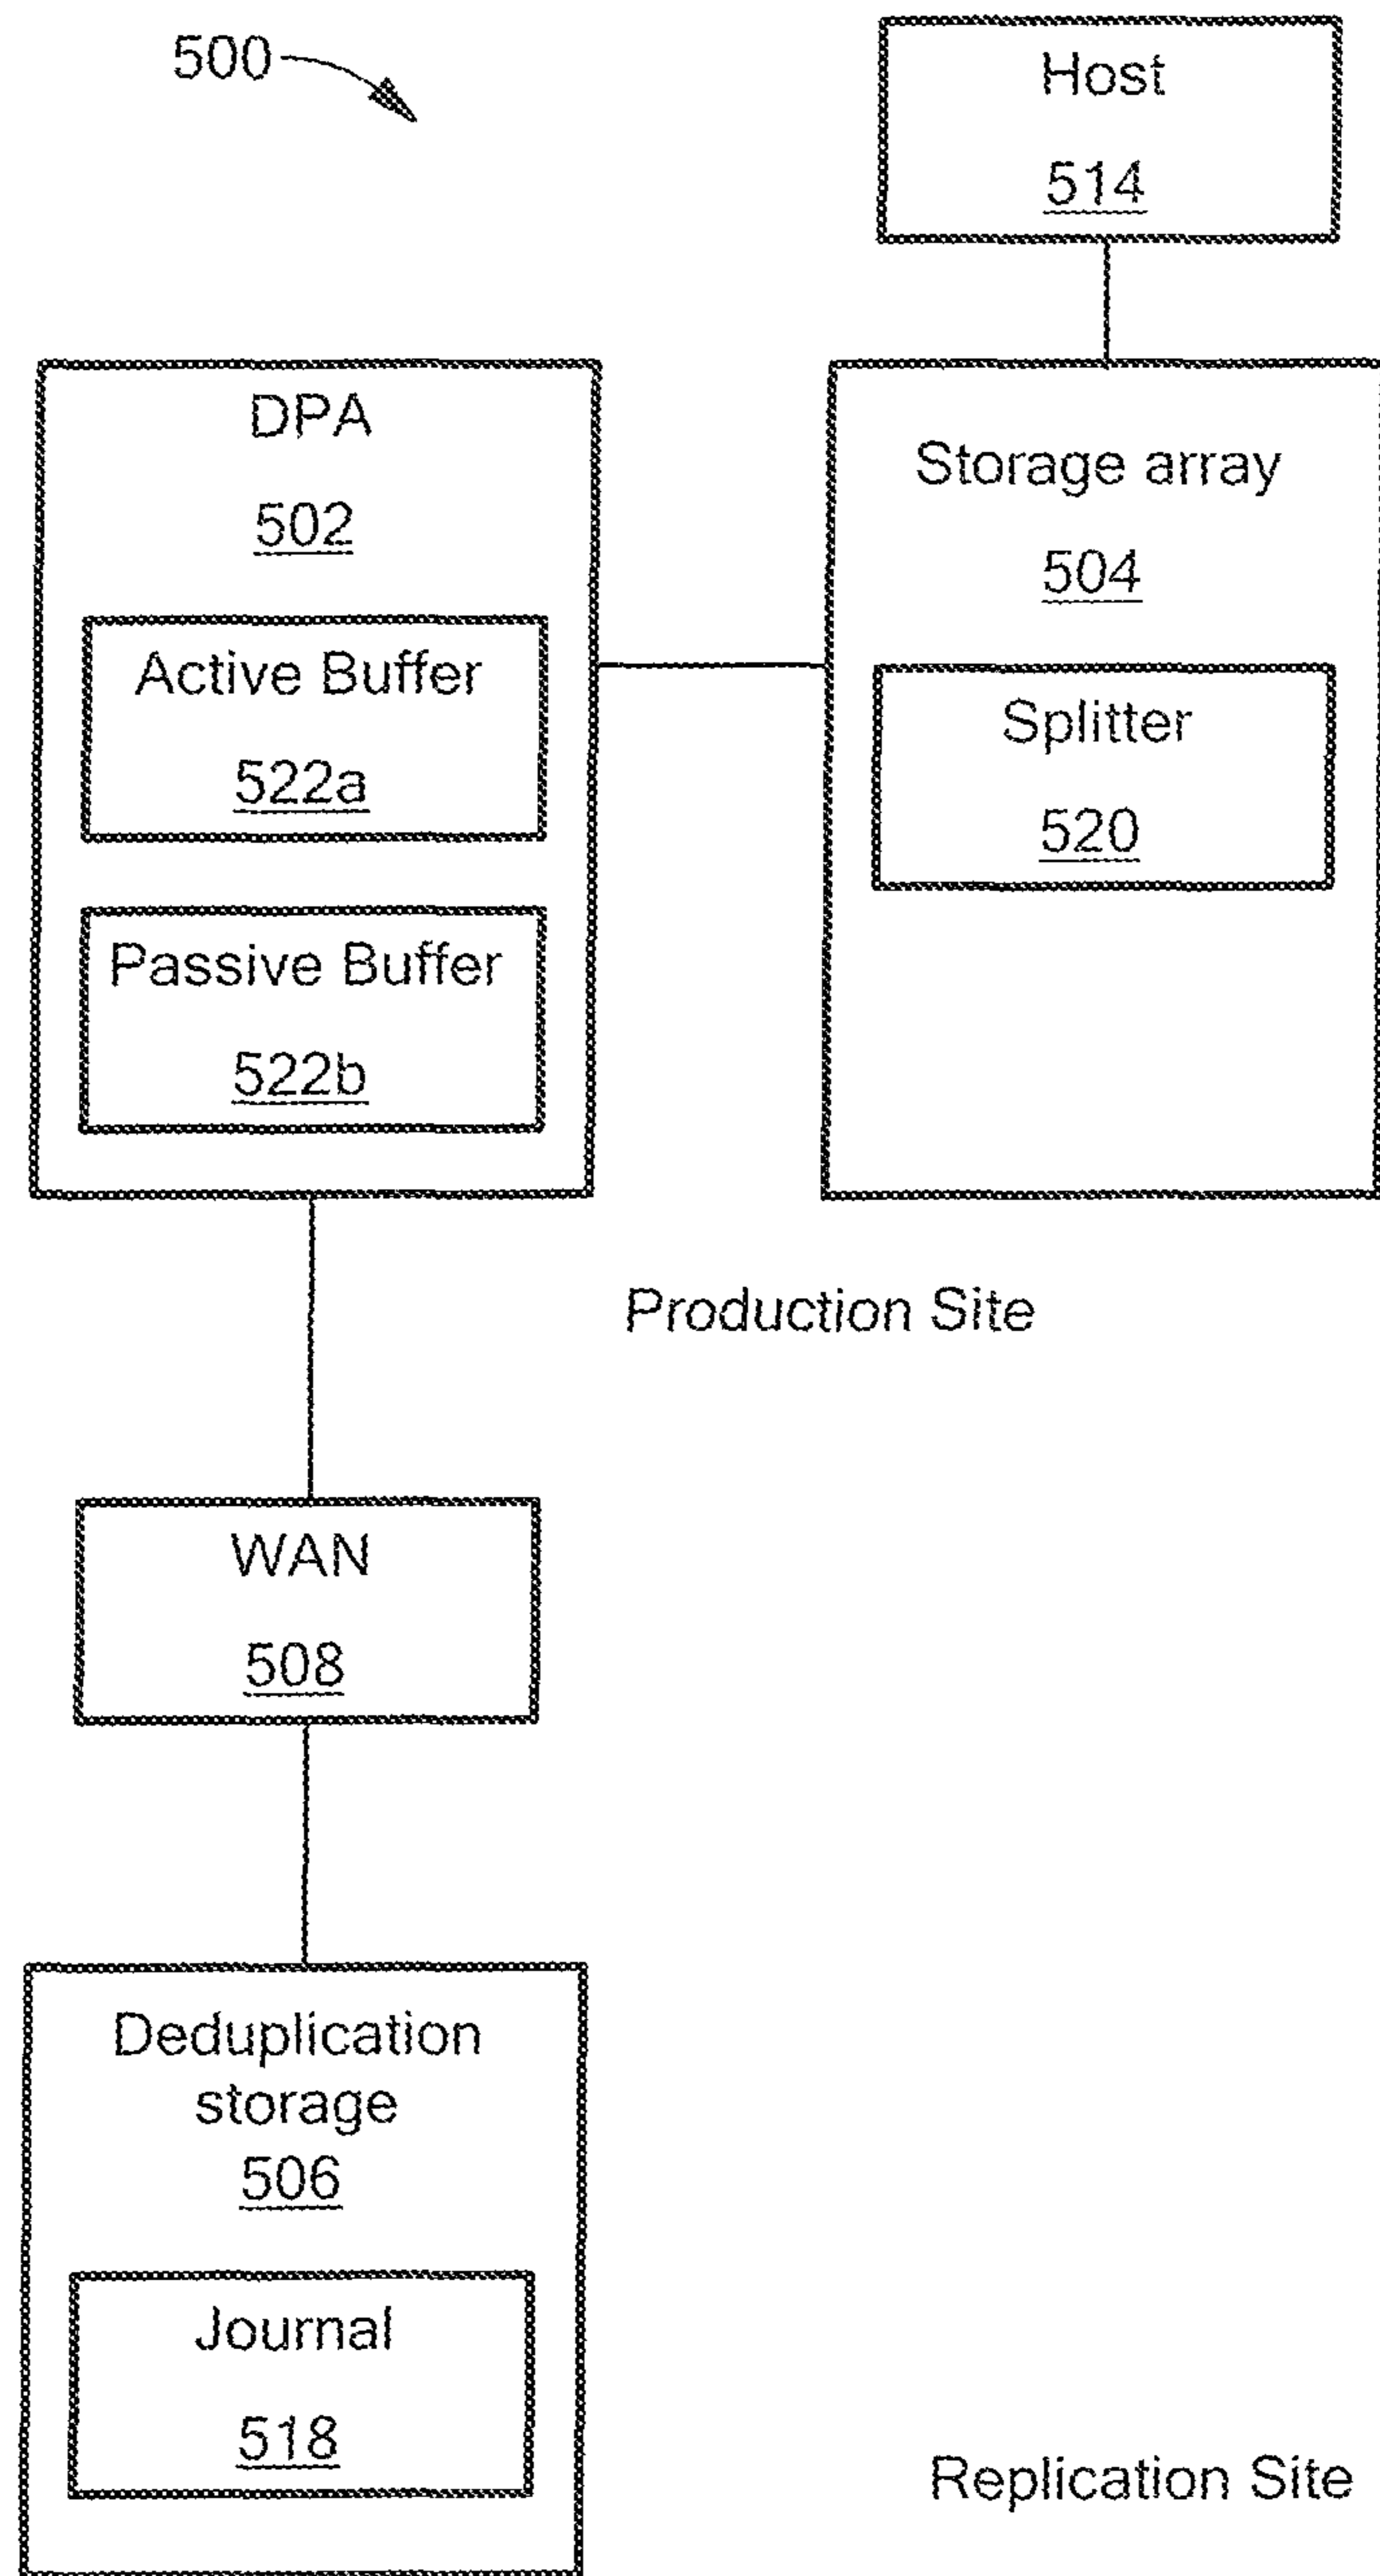 500
Host
514
DPA
502
Storage array
504
Active Buffer
522a
Splitter
520
Passive Buffer
522b
Production Site
WAN
508
Deduplication
storage
506
Journal
518
Replication Site